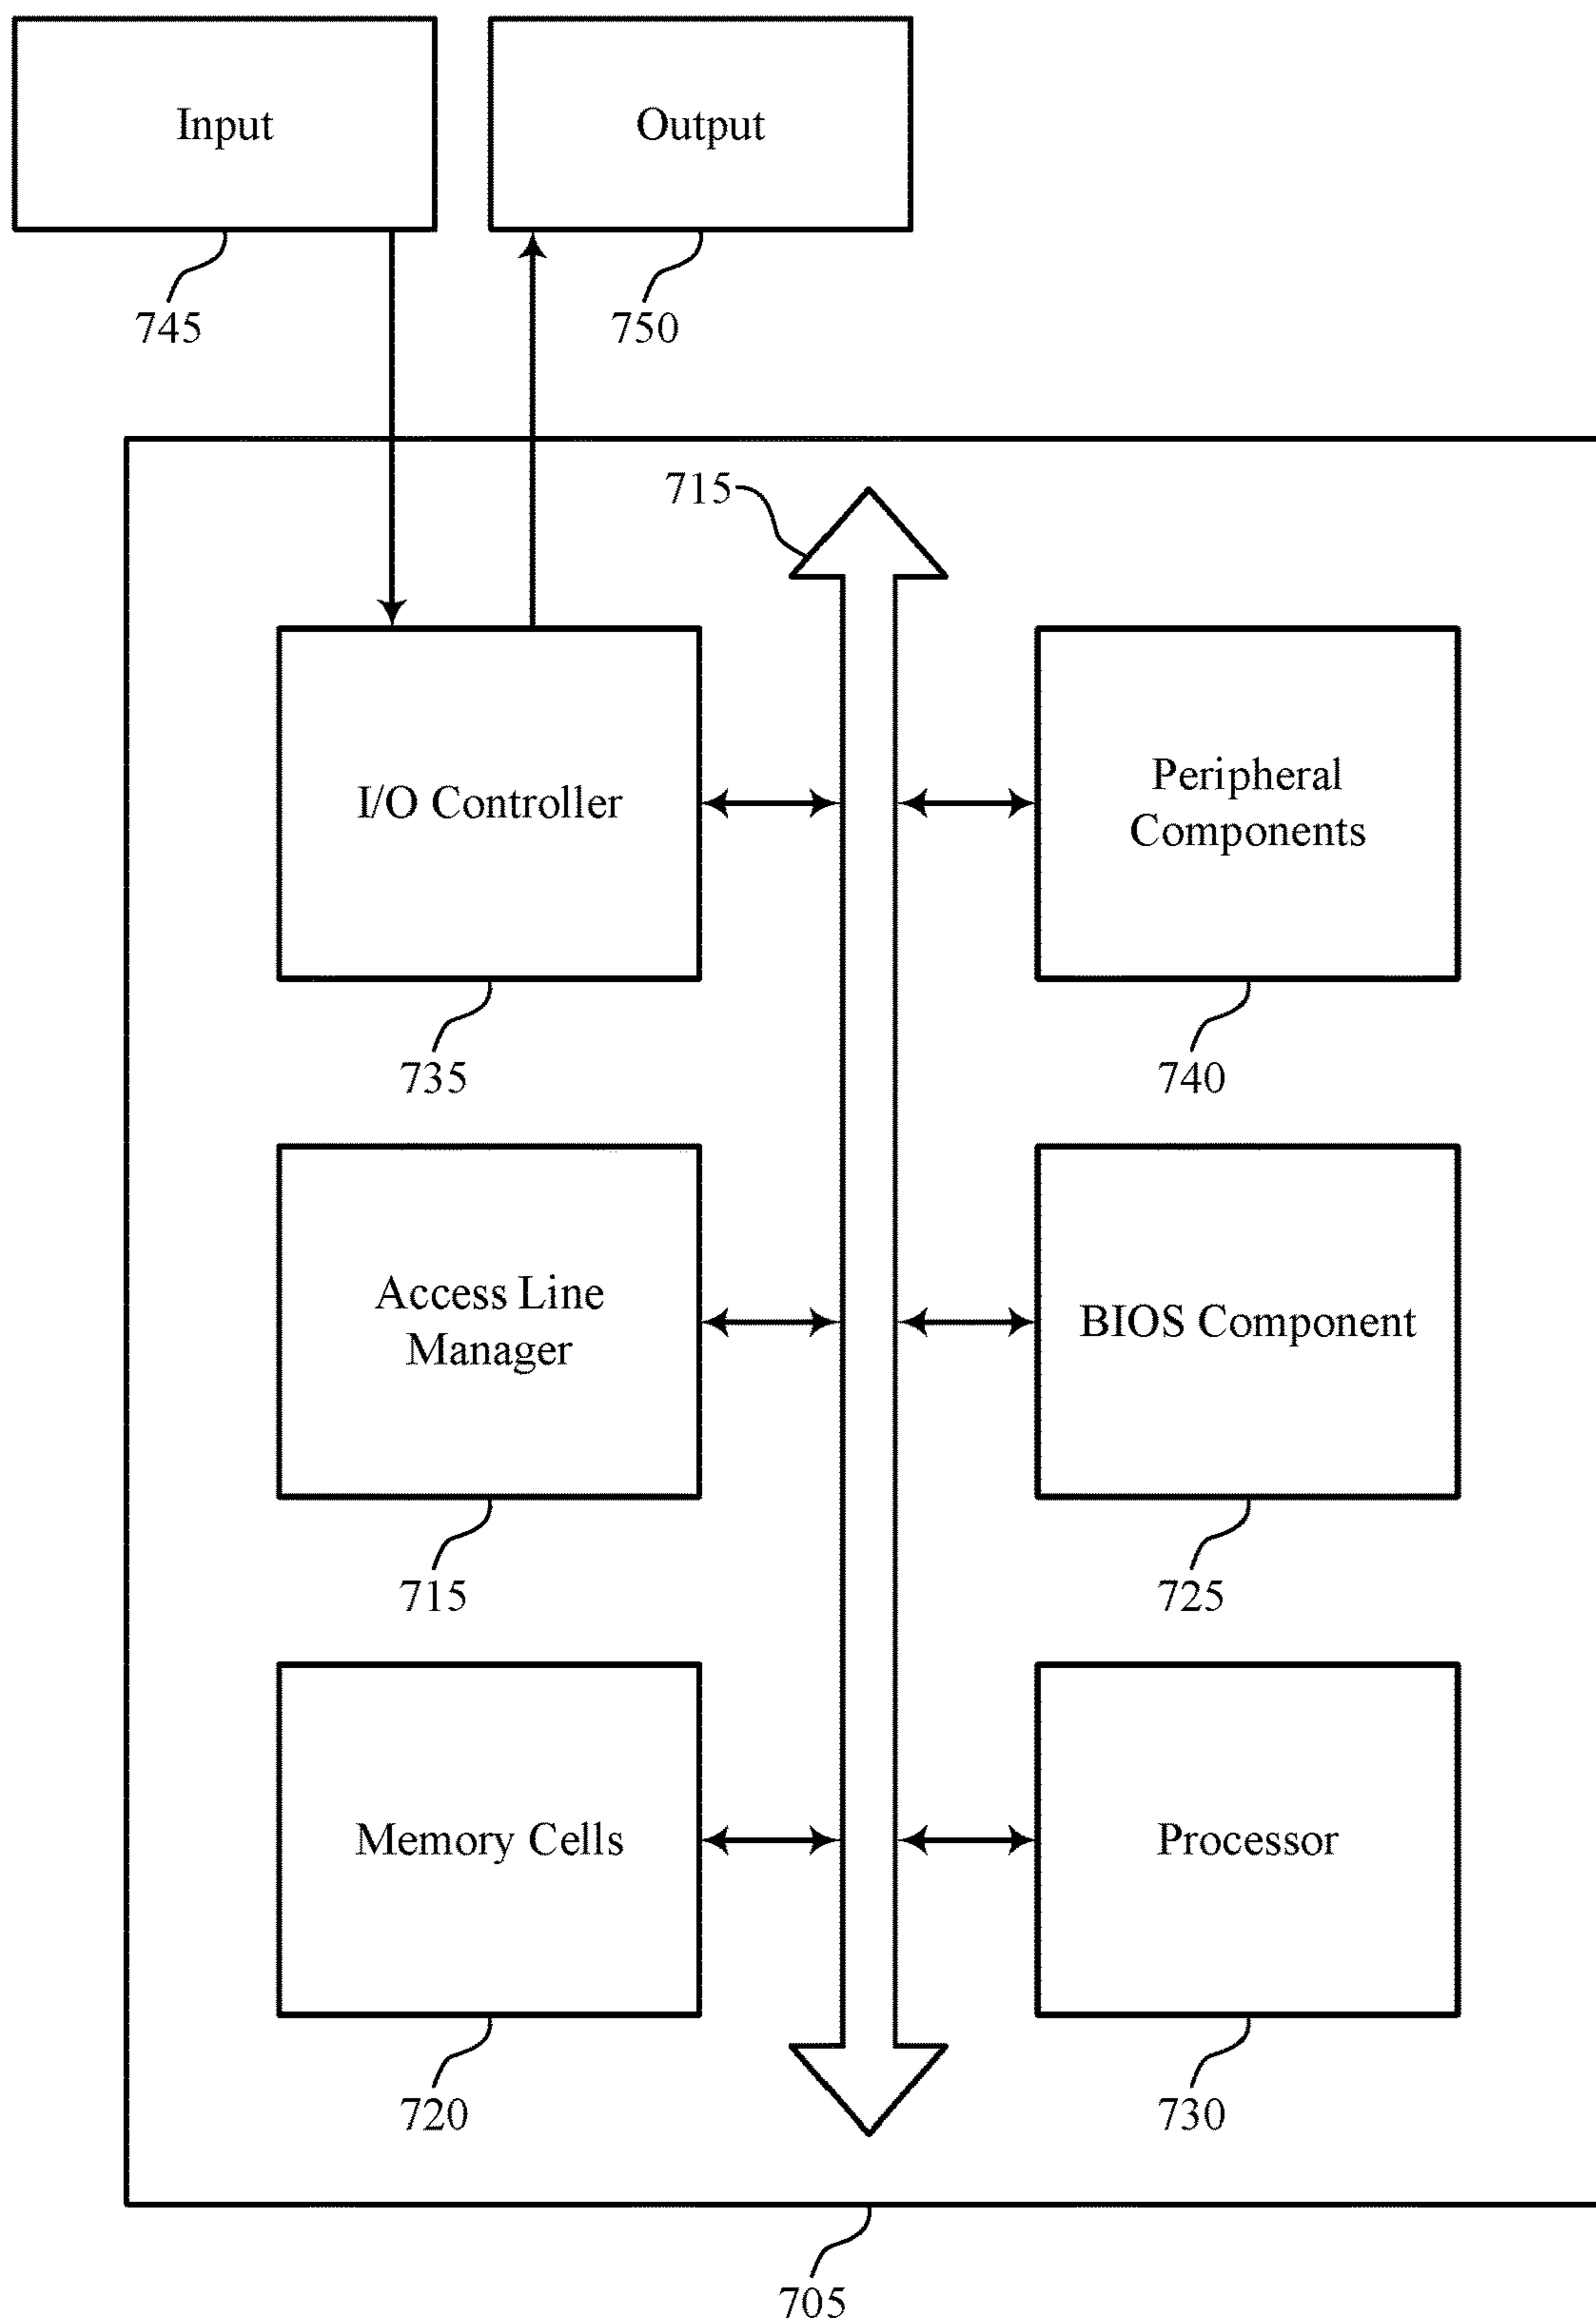 Input
Output
745
750
715
I/O Controller
Peripheral
Components
735
740
Access Line
Manager
BIOS Component
715
725
Memory Cells
Processor
720
730
705